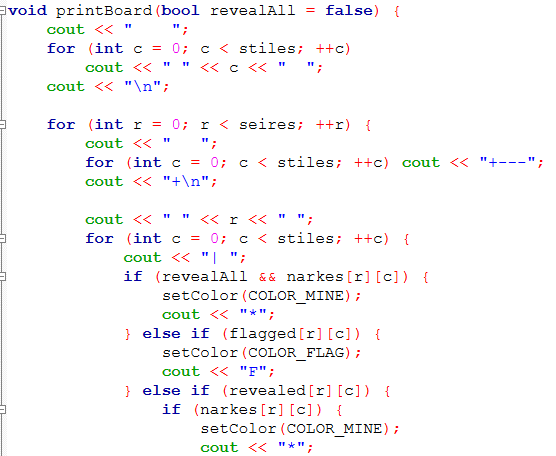 void printBoard(bool revealAll = false) {
    cout << "     ";
    for (int c = 0; c < stiles; ++c)
        cout << " " << c << "  ";
    cout << "\n";

    for (int r = 0; r < seires; ++r) {
        cout << "   ";
        for (int c = 0; c < stiles; ++c) cout << "+---";
        cout << "+\n";

        cout << " " << r << " ";
        for (int c = 0; c < stiles; ++c) {
            cout << "| ";
            if (revealAll && narkes[r][c]) {
                setColor(COLOR_MINE);
                cout << "*";
            } else if (flagged[r][c]) {
                setColor(COLOR_FLAG);
                cout << "F";
            } else if (revealed[r][c]) {
                if (narkes[r][c]) {
                    setColor(COLOR_MINE);
                    cout << "*";